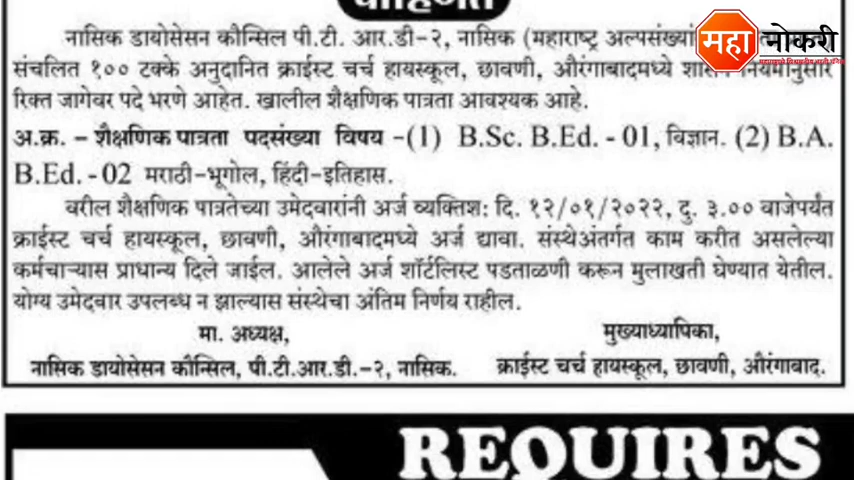 नासिक डायोसेसन कौन्सिल पी.टी. आर.डी-२, नासिक (महाराष्ट्र
महा नोकरी
संचलित १०० टक्के अनुदानित क्राईस्ट चर्च हायस्कूल, छावणी, औरंगाबादमध्ये शासन नियमांनुसार
रिक्त जागेवर पदे भरणे आहेत. खालील शैक्षणिक पात्रता आवश्यक आहे.
अ.क्र. – शैक्षणिक पात्रता पदसंख्या विषय -(1) B.Sc. B.Ed. - 01, विज्ञान. (2) B.A.
B.Ed. - 02 मराठी-भूगोल, हिंदी-इतिहास.
वरील शैक्षणिक पात्रतेच्या उमेदवारांनी अर्ज व्यक्तिश: दि. १२/०१/२०२२, दु. ३.०० वाजेपर्यंत
क्राईस्ट चर्च हायस्कूल, छावणी, औरंगाबादमध्ये अर्ज द्यावा. संस्थेअंतर्गत काम करीत असलेल्या
कर्मचाऱ्यास प्राधान्य दिले जाईल. आलेले अर्ज शॉर्टलिस्ट पडताळणी करून मुलाखती घेण्यात येतील.
योग्य उमेदवार उपलब्ध न झाल्यास संस्थेचा अंतिम निर्णय राहील.
मा. अध्यक्ष,
मुख्याध्यापिका,
नासिक डायोसेसन कौन्सिल, पी.टी.आर.डी.-२, नासिक.
क्राईस्ट चर्च हायस्कूल, छावणी, औरंगाबाद.
REQUIRES